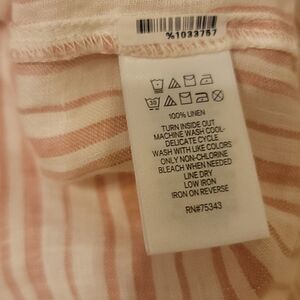 %1033757
30
100% LINEN
TURN INSIDE OUT
MACHINE WASH COOL-
DELICATE CYCLE
WASH WITH LIKE COLORS
ONLY NON-CHLORINE
BLEACH WHEN NEEDED
LINE DRY
LOW IRON
IRON ON REVERSE
RN#75343